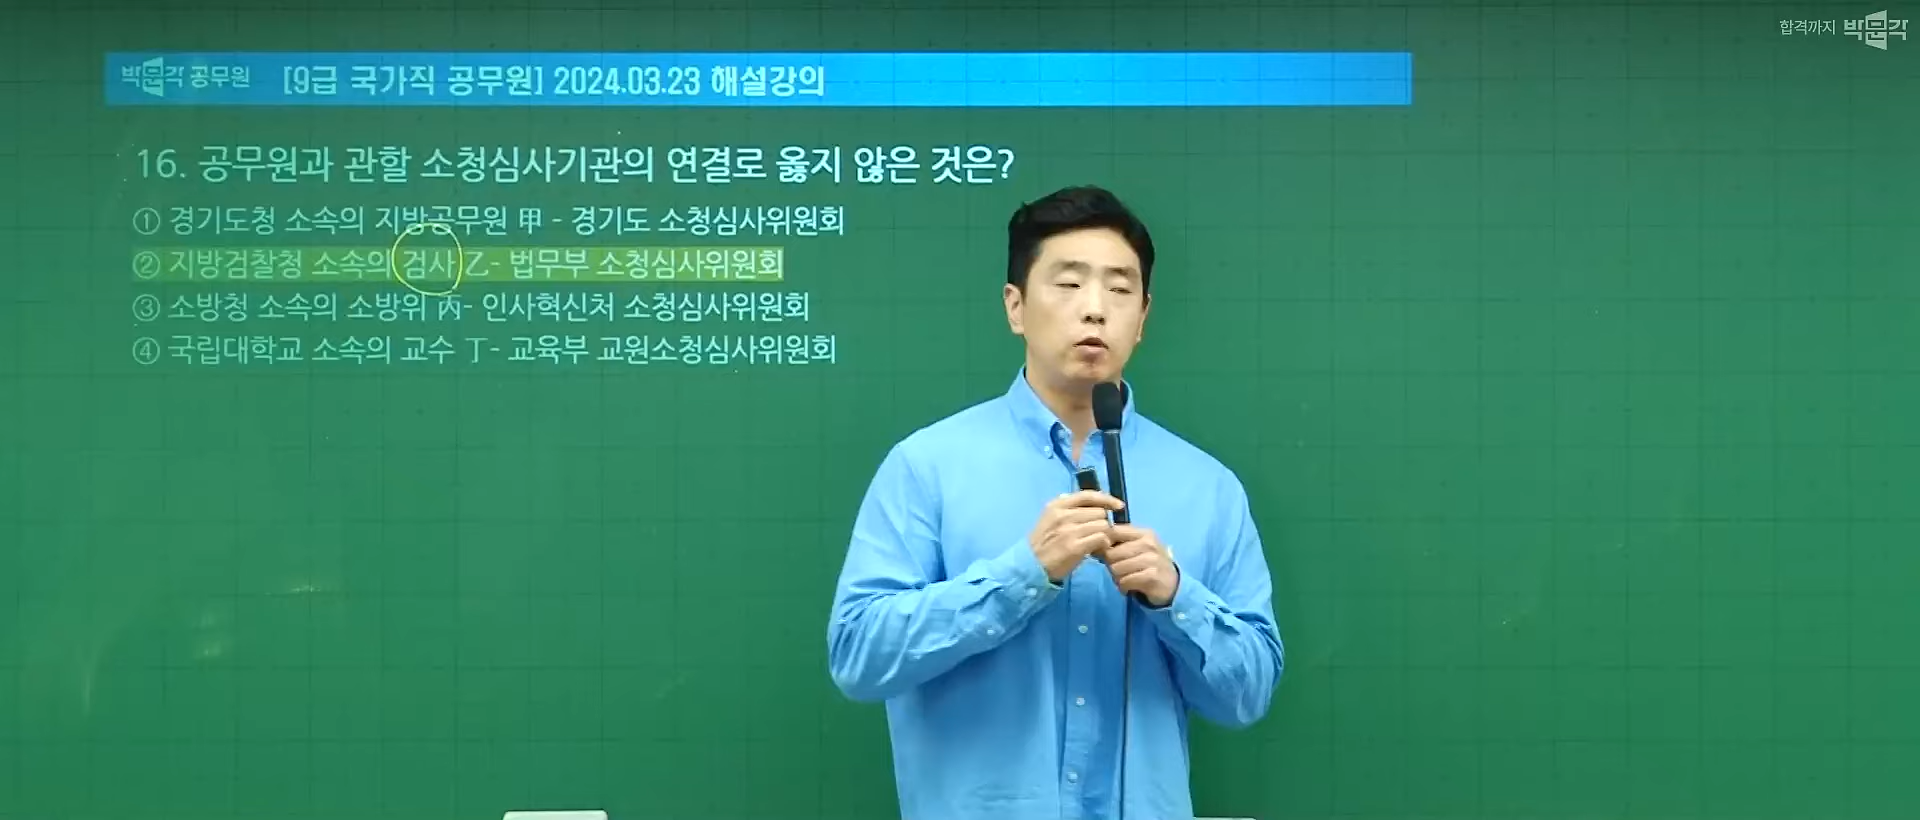 합격까지 박문각
박문각 공무원 [9급 국가직 공무원] 2024.03.23 해설강의
16. 공무원과 관할 소청심사기관의 연결로 옳지 않은 것은?
① 경기도청 소속의 지방공무원 甲 - 경기도 소청심사위원회
② 지방검찰청 소속의 검사 乙- 법무부 소청심사위원회
③ 소방청 소속의 소방위 丙- 인사혁신처 소청심사위원회
④ 국립대학교 소속의 교수 丁- 교육부 교원소청심사위원회